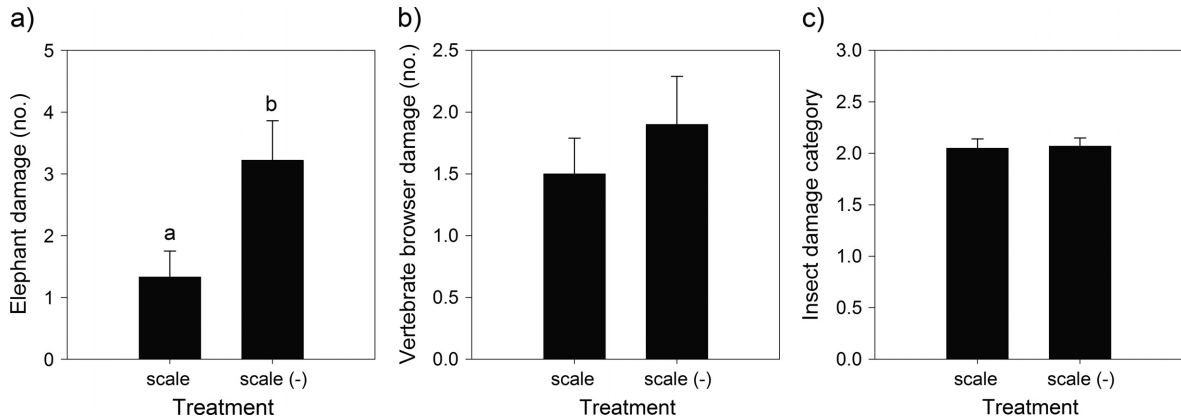 a)
Elephant damage (no.)
5
4
3
2
1
0
a
b
scale
scale (-)
Treatment
b)
Vertebrate browser damage (no.)
2.5
2.0
1.5
1.0
0.5
0.0
scale
scale (-)
Treatment
c)
Insect damage category
3.0
2.5
2.0
1.5
1.0
0.5
0.0
scale
scale (-)
Treatment